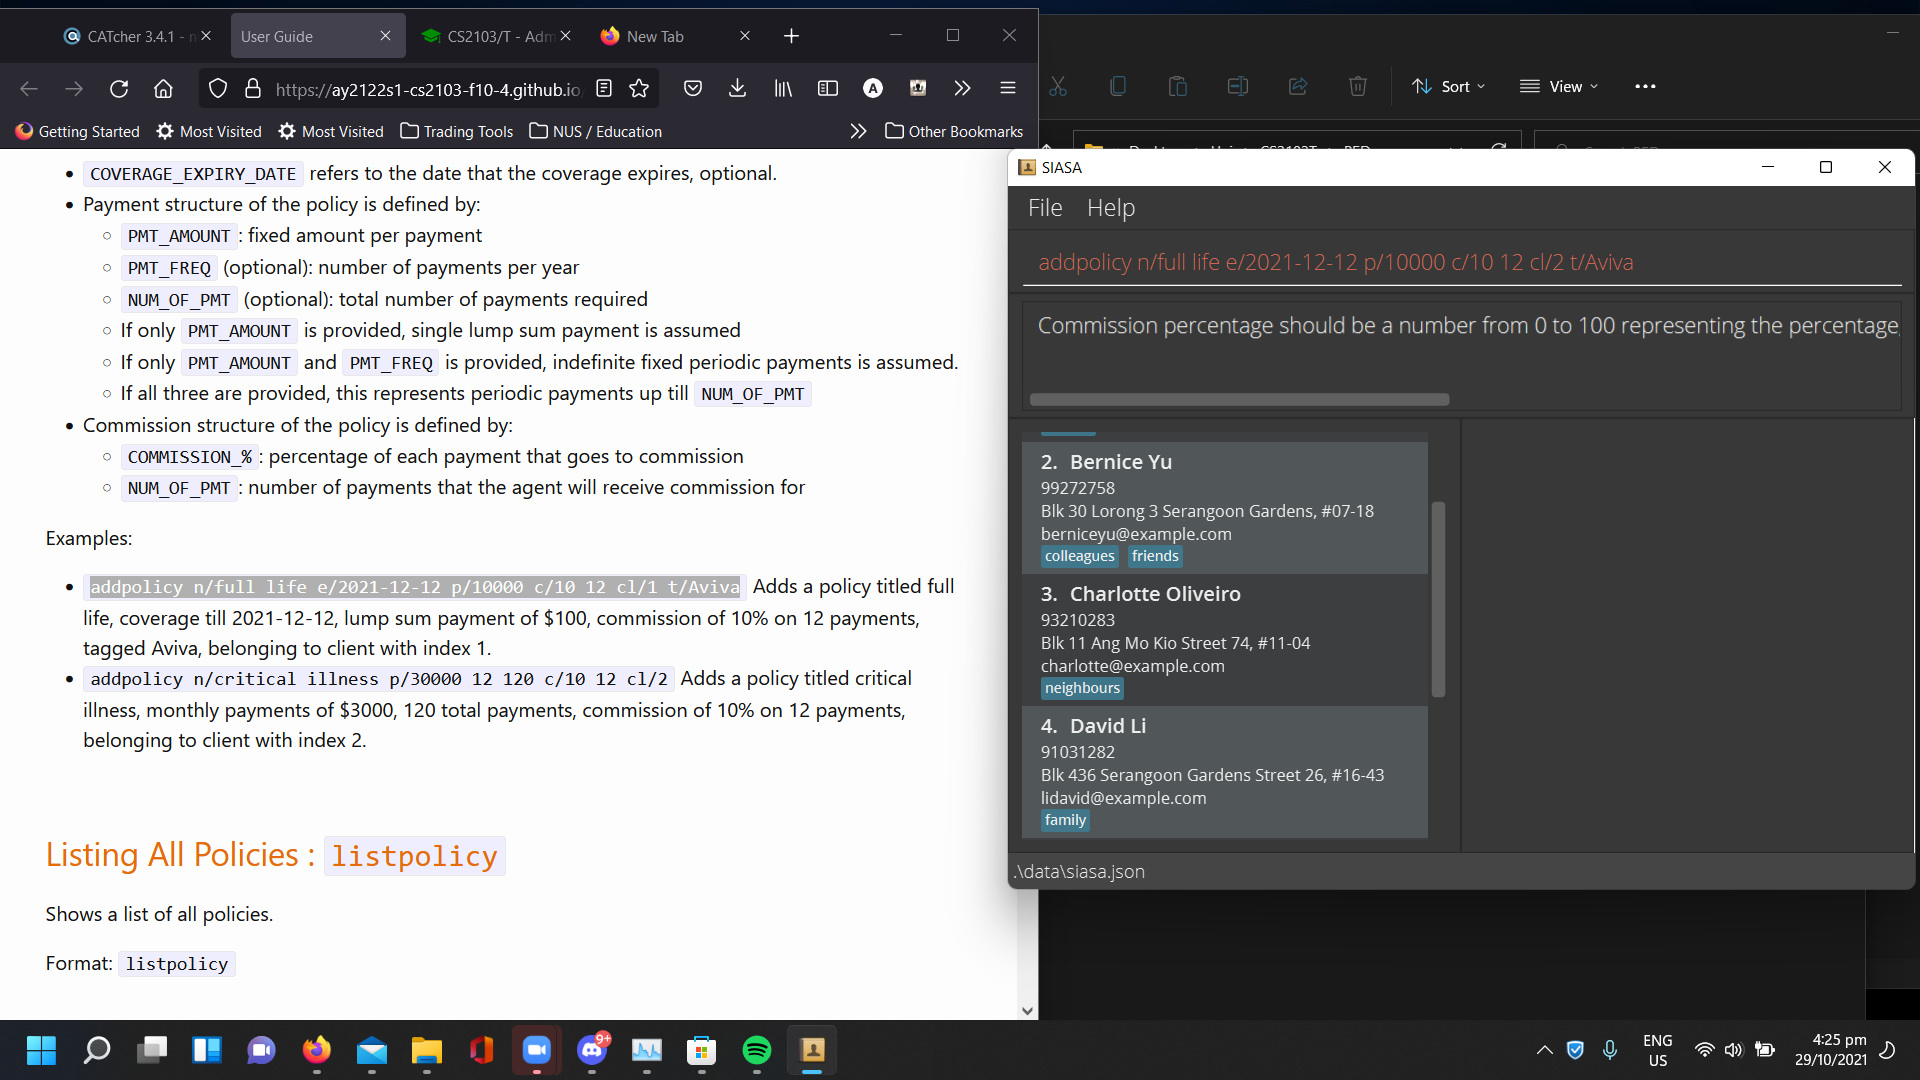 CATcher 3.4.1 - n
User Guide
CS2103/T - Adm
New Tab
https://ay2122s1-cs2103-f10-4.github.io
Getting Started
Most Visited
Most Visited
Trading Tools
NUS / Education
Other Bookmarks
COVERAGE_EXPIRY_DATE refers to the date that the coverage expires, optional.
Payment structure of the policy is defined by:
PMT_AMOUNT : fixed amount per payment
PMT_FREQ (optional): number of payments per year
NUM_OF_PMT (optional): total number of payments required
If only PMT_AMOUNT is provided, single lump sum payment is assumed
If only PMT_AMOUNT and PMT_FREQ is provided, indefinite fixed periodic payments is assumed.
If all three are provided, this represents periodic payments up till NUM_OF_PMT
Commission structure of the policy is defined by:
COMMISSION_% : percentage of each payment that goes to commission
NUM_OF_PMT : number of payments that the agent will receive commission for
Examples:
addpolicy n/full life e/2021-12-12 p/10000 c/10 12 cl/1 t/Aviva Adds a policy titled full
life, coverage till 2021-12-12, lump sum payment of $100, commission of 10% on 12 payments,
tagged Aviva, belonging to client with index 1.
addpolicy n/critical illness p/30000 12 120 c/10 12 cl/2 Adds a policy titled critical
illness, monthly payments of $3000, 120 total payments, commission of 10% on 12 payments,
belonging to client with index 2.
Listing All Policies : listpolicy
Shows a list of all policies.
Format: listpolicy
Sort
View
SIASA
File Help
addpolicy n/full life e/2021-12-12 p/10000 c/10 12 cl/2 t/Aviva
Commission percentage should be a number from 0 to 100 representing the percentage,
2. Bernice Yu
99272758
Blk 30 Lorong 3 Serangoon Gardens, #07-18
berniceyu@example.com
colleagues friends
3. Charlotte Oliveiro
93210283
Blk 11 Ang Mo Kio Street 74, #11-04
charlotte@example.com
neighbours
4. David Li
91031282
Blk 436 Serangoon Gardens Street 26, #16-43
lidavid@example.com
family
.\data\siasa.json
9+
ENG
US
4:25 pm
29/10/2021